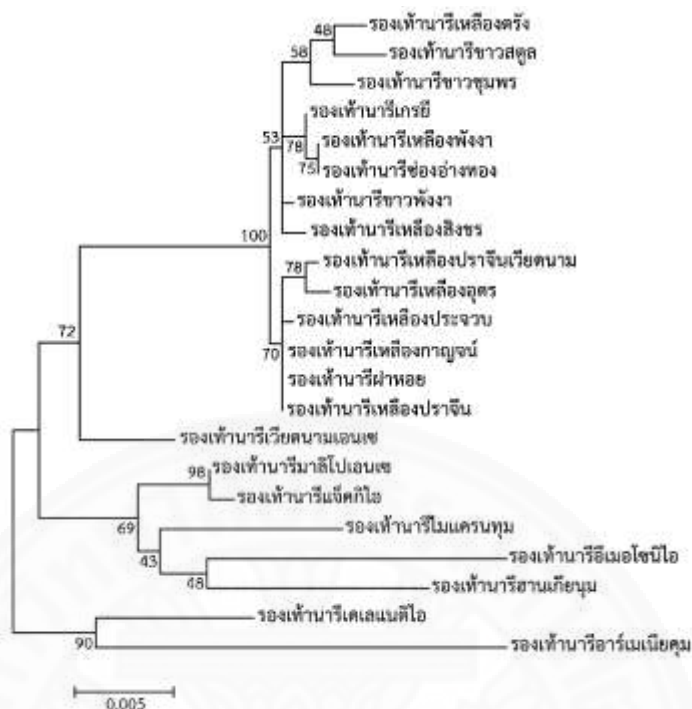 48 รองเท้านารีเหลืองตรัง
58 รองเท้านารีขาวสตูล
รองเท้านารีขาวชุมพร
รองเท้านารีเกรยี
53 78 รองเท้านารีเหลืองพังงา
75 รองเท้านารีช่องอ่างทอง
รองเท้านารีขาวพังงา
100 รองเท้านารีเหลืองสิงขร
78 รองเท้านารีเหลืองปราจีนเวียดนาม
รองเท้านารีเหลืองอุดร
รองเท้านารีเหลืองประจวบ
72 70 รองเท้านารีเหลืองกาญจน์
รองเท้านารีฝาหอย
รองเท้านารีเหลืองปราจีน
รองเท้านารีเวียดนามเอนเซ
98 รองเท้านารีมาลิโปเอนเซ
รองเท้านารีแจ็คกิไอ
69 รองเท้านารีไมแครนทุม
43 รองเท้านารีอีเมอโซนิไอ
48 รองเท้านารีฮานเกียนุม
รองเท้านารีเดเลแนติไอ
90 รองเท้านารีอาร์เมเนียคุม
0.005